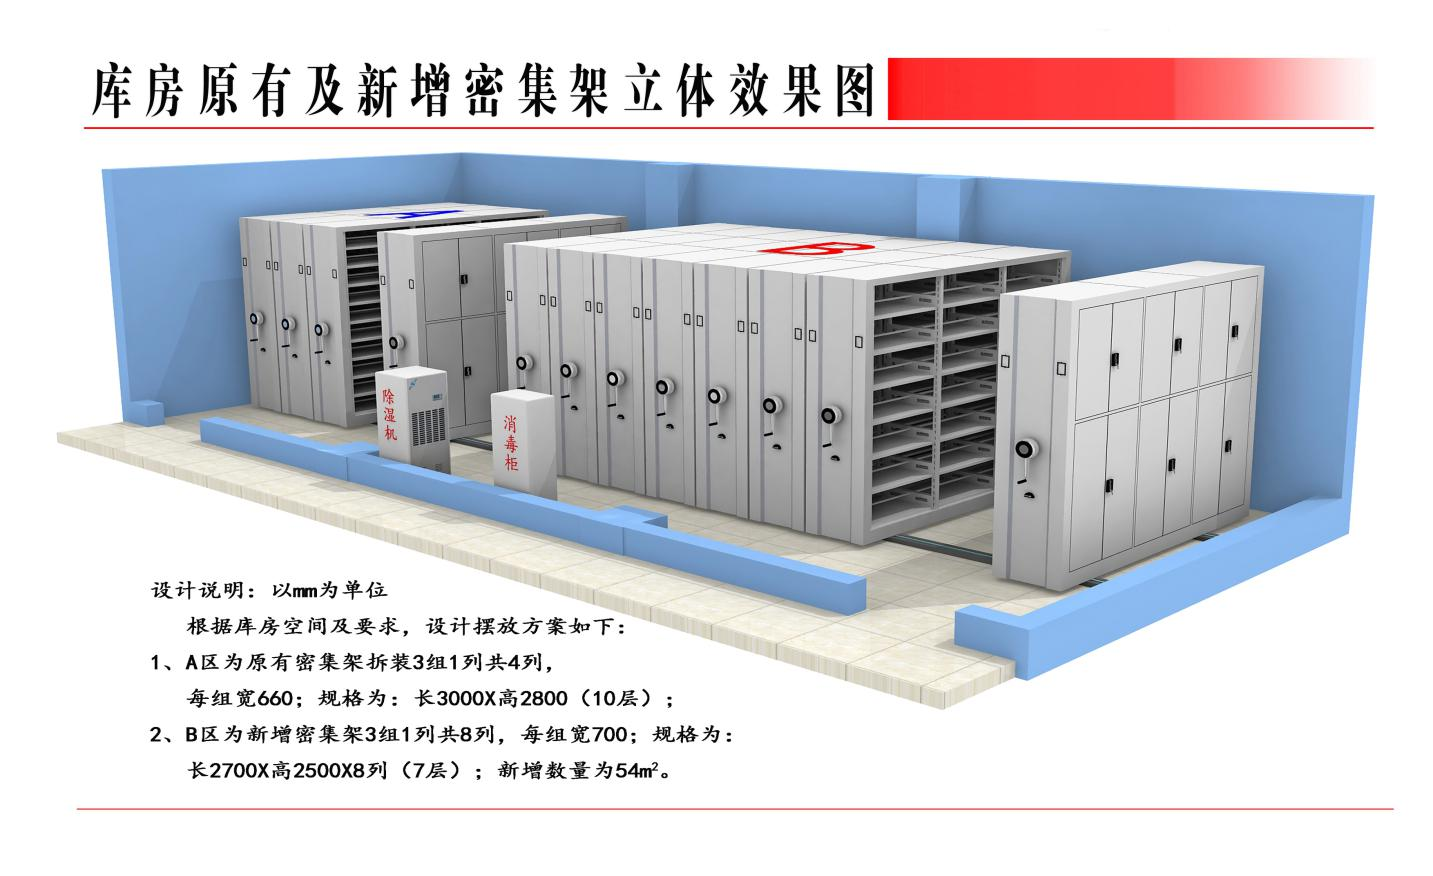 库房原有及新增密集架立体效果图
A
B
除湿机
消毒柜
设计说明：以mm为单位
根据库房空间及要求，设计摆放方案如下：
1、A区为原有密集架拆装3组1列共4列，
每组宽660；规格为：长3000X高2800（10层）；
2、B区为新增密集架3组1列共8列，每组宽700；规格为：
长2700X高2500X8列（7层）；新增数量为54m²。